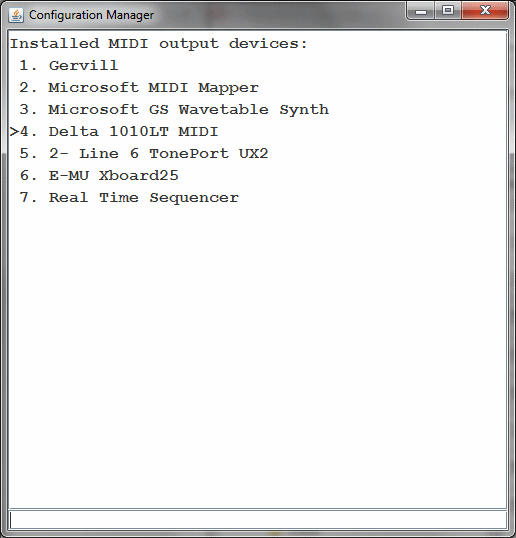 Configuration Manager
Installed MIDI output devices:
1. Gervill
2. Microsoft MIDI Mapper
3. Microsoft GS Wavetable Synth
>4. Delta 1010LT MIDI
5. 2- Line 6 TonePort UX2
6. E-MU Xboard25
7. Real Time Sequencer